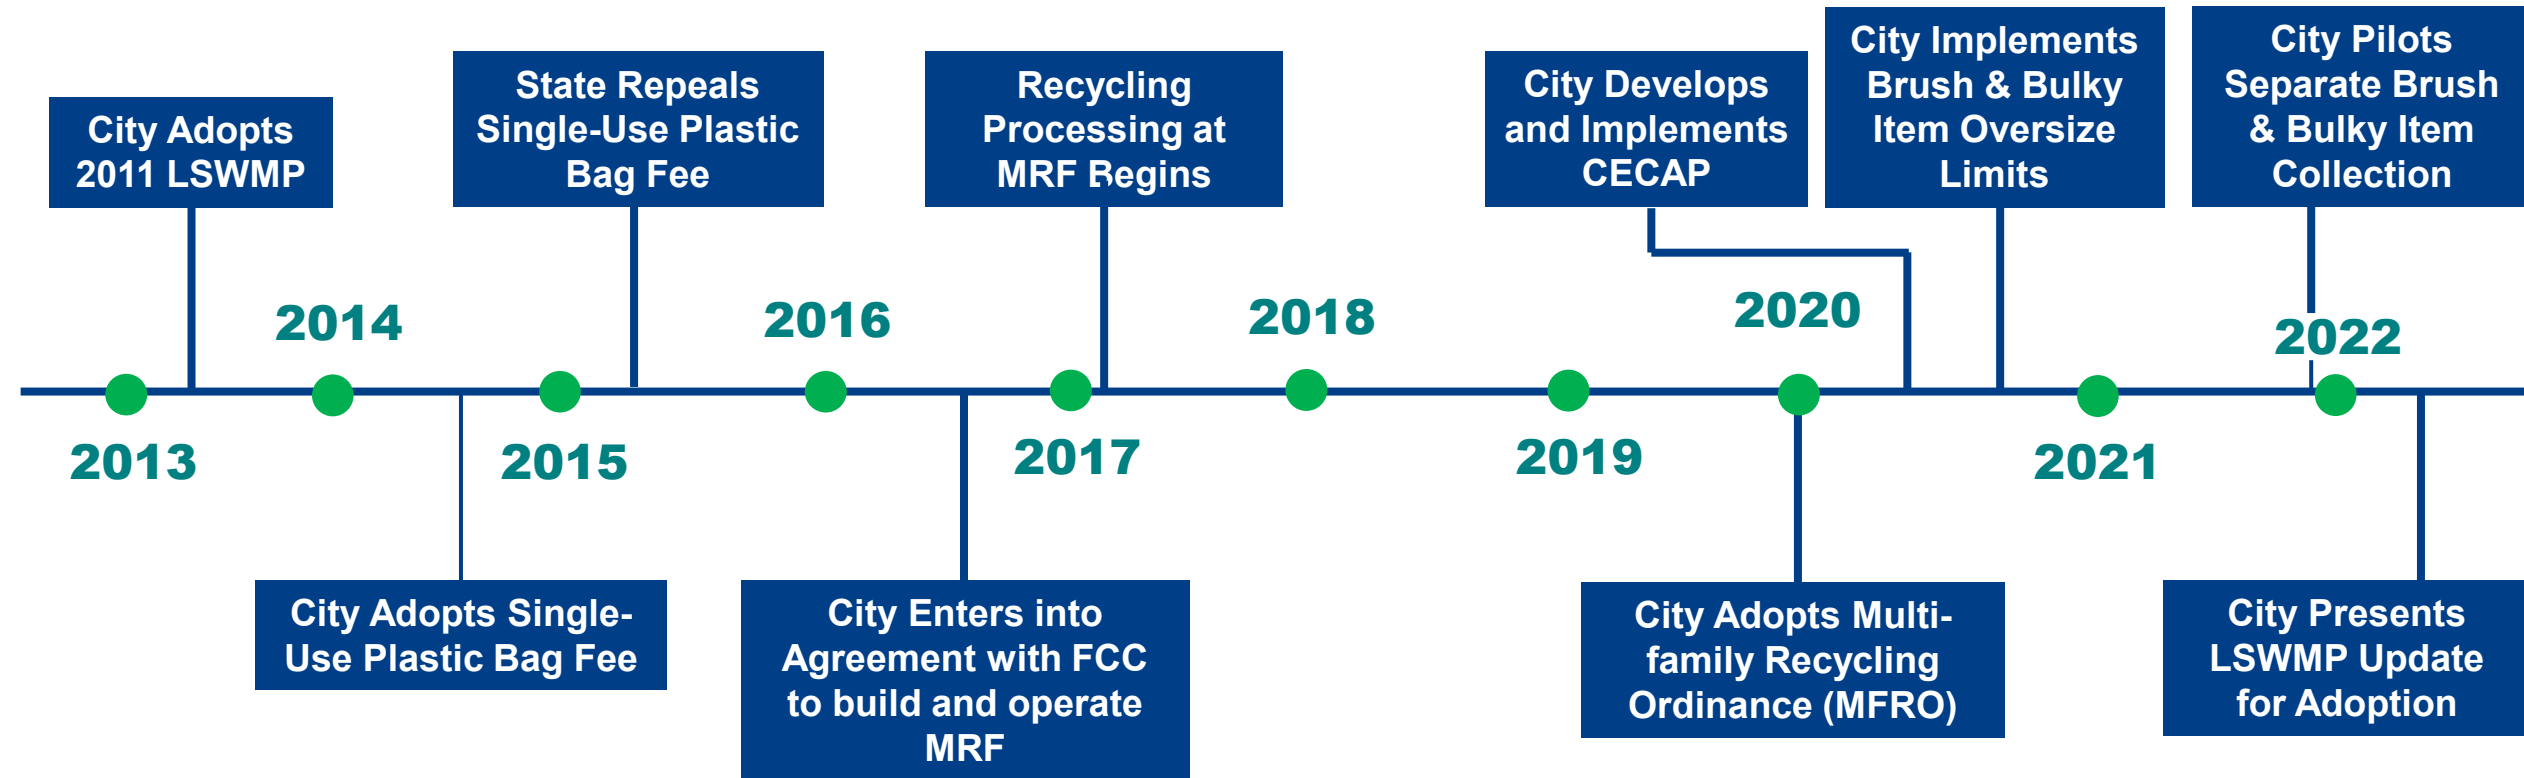 City Adopts
2011 LSWMP
State Repeals
Single-Use Plastic
Bag Fee
Recycling
Processing at
MRF Begins
City Develops
and Implements
CECAP
City Implements
Brush & Bulky
Item Oversize
Limits
City Pilots
Separate Brush
& Bulky Item
Collection
2014
2016
2018
2020
2022
2013
2015
2017
2019
2021
City Adopts Single-
Use Plastic Bag Fee
City Enters into
Agreement with FCC
to build and operate
MRF
City Adopts Multi-
family Recycling
Ordinance (MFRO)
City Presents
LSWMP Update
for Adoption